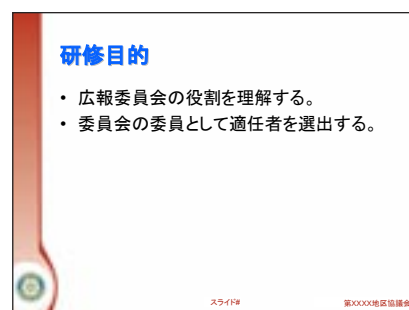 研修目的
• 広報委員会の役割を理解する。
• 委員会の委員として適任者を選出する。
スライド#
第XXXX地区協議会